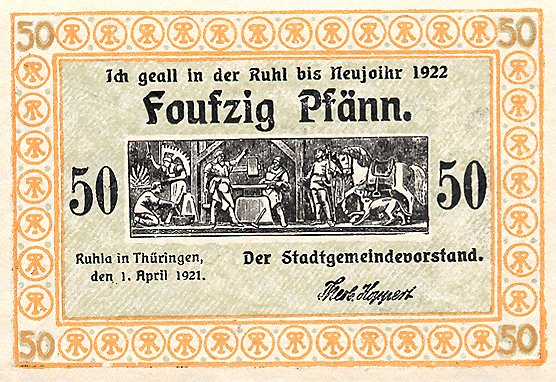 50 50
Ich geall in der Ruhl bis Neujoihr 1922
Foufzig Pfänn.
50 50
Ruhla in Thüringen,
den 1. April 1921.
Der Stadtgemeindevorstand.
50 50